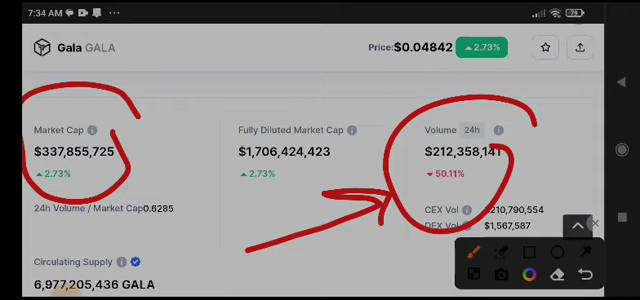 7:34 AM
79
Gala GALA
Price:$0.04842 ▲ 2.73%
Market Cap
Fully Diluted Market Cap
Volume 24h
$337,855,725
$1,706,424,423
$212,358,141
▲ 2.73%
▲ 2.73%
▼ 50.11%
24h Volume / Market Cap0.6285
CEX Vol $210,790,554
DEX Vol $1,567,587
Circulating Supply
6,977,205,436 GALA